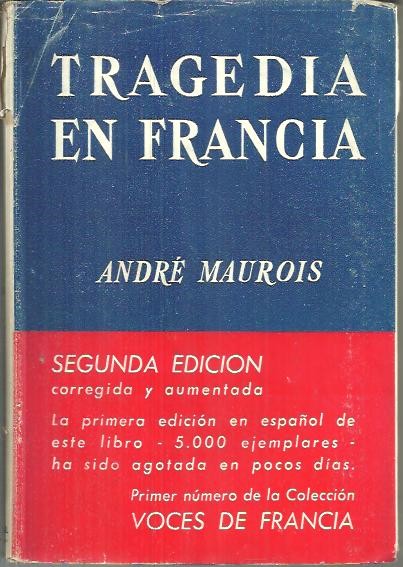 TRAGEDIA
EN FRANCIA
ANDRÉ MAUROIS
SEGUNDA EDICION
corregida y aumentada
La primera edición en español de
este libro - 5.000 ejemplares -
ha sido agotada en pocos días.
Primer número de la Colección
VOCES DE FRANCIA